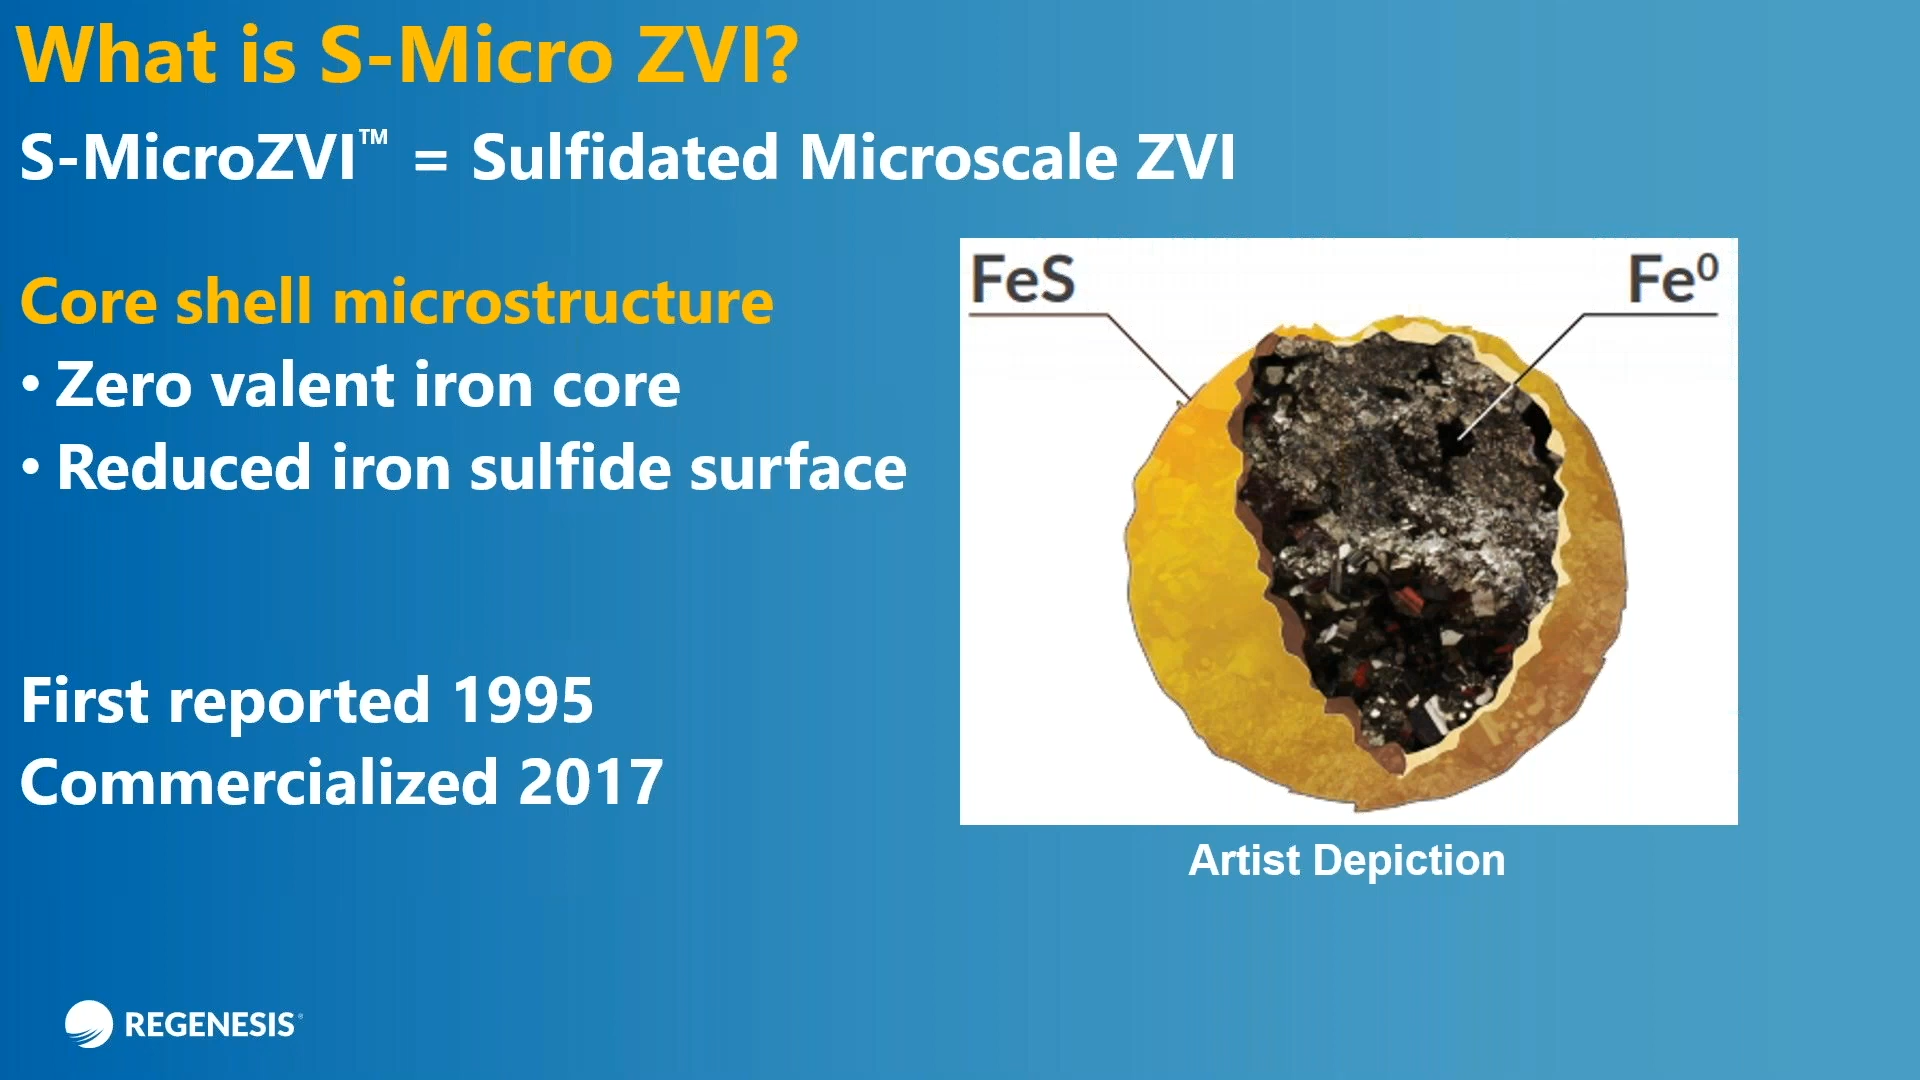 What is S-Micro ZVI?
S-MicroZVI™ = Sulfidated Microscale ZVI
Core shell microstructure
• Zero valent iron core
• Reduced iron sulfide surface
First reported 1995
Commercialized 2017
FeS
Fe⁰
Artist Depiction
REGENESIS®